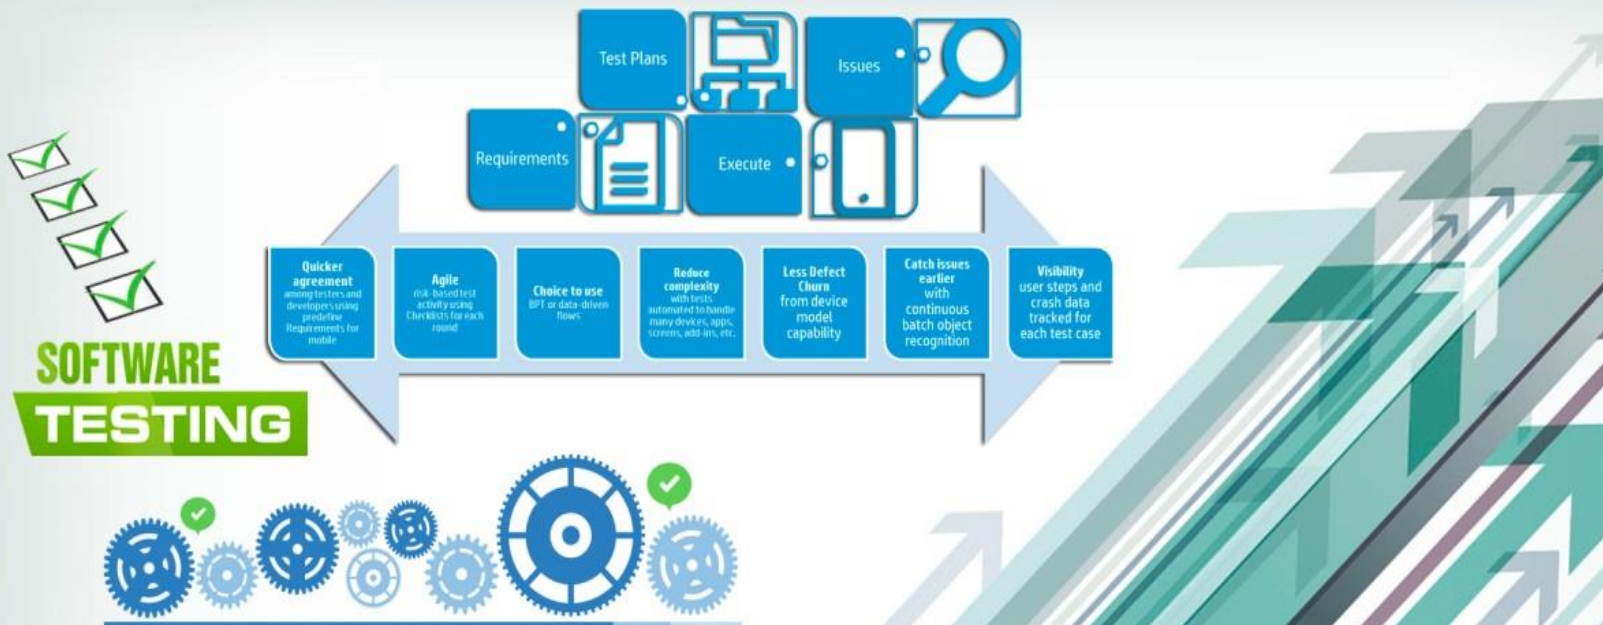 Test Plans
Issues
Requirements
Execute
Quicker
agreement
among testers and
developers using
predefine
Requirements for
mobile
Agile
risk-based test
activity using
Checklists for each
round
Choice to use
BPT or data-driven
flows
Reduce
complexity
with tests
automated to handle
many devices, apps,
screens, add-ins, etc.
Less Defect
Churn
from device
model
capability
Catch issues
earlier
with
continuous
batch object
recognition
Visibility
user steps and
crash data
tracked for
each test case
SOFTWARE
TESTING